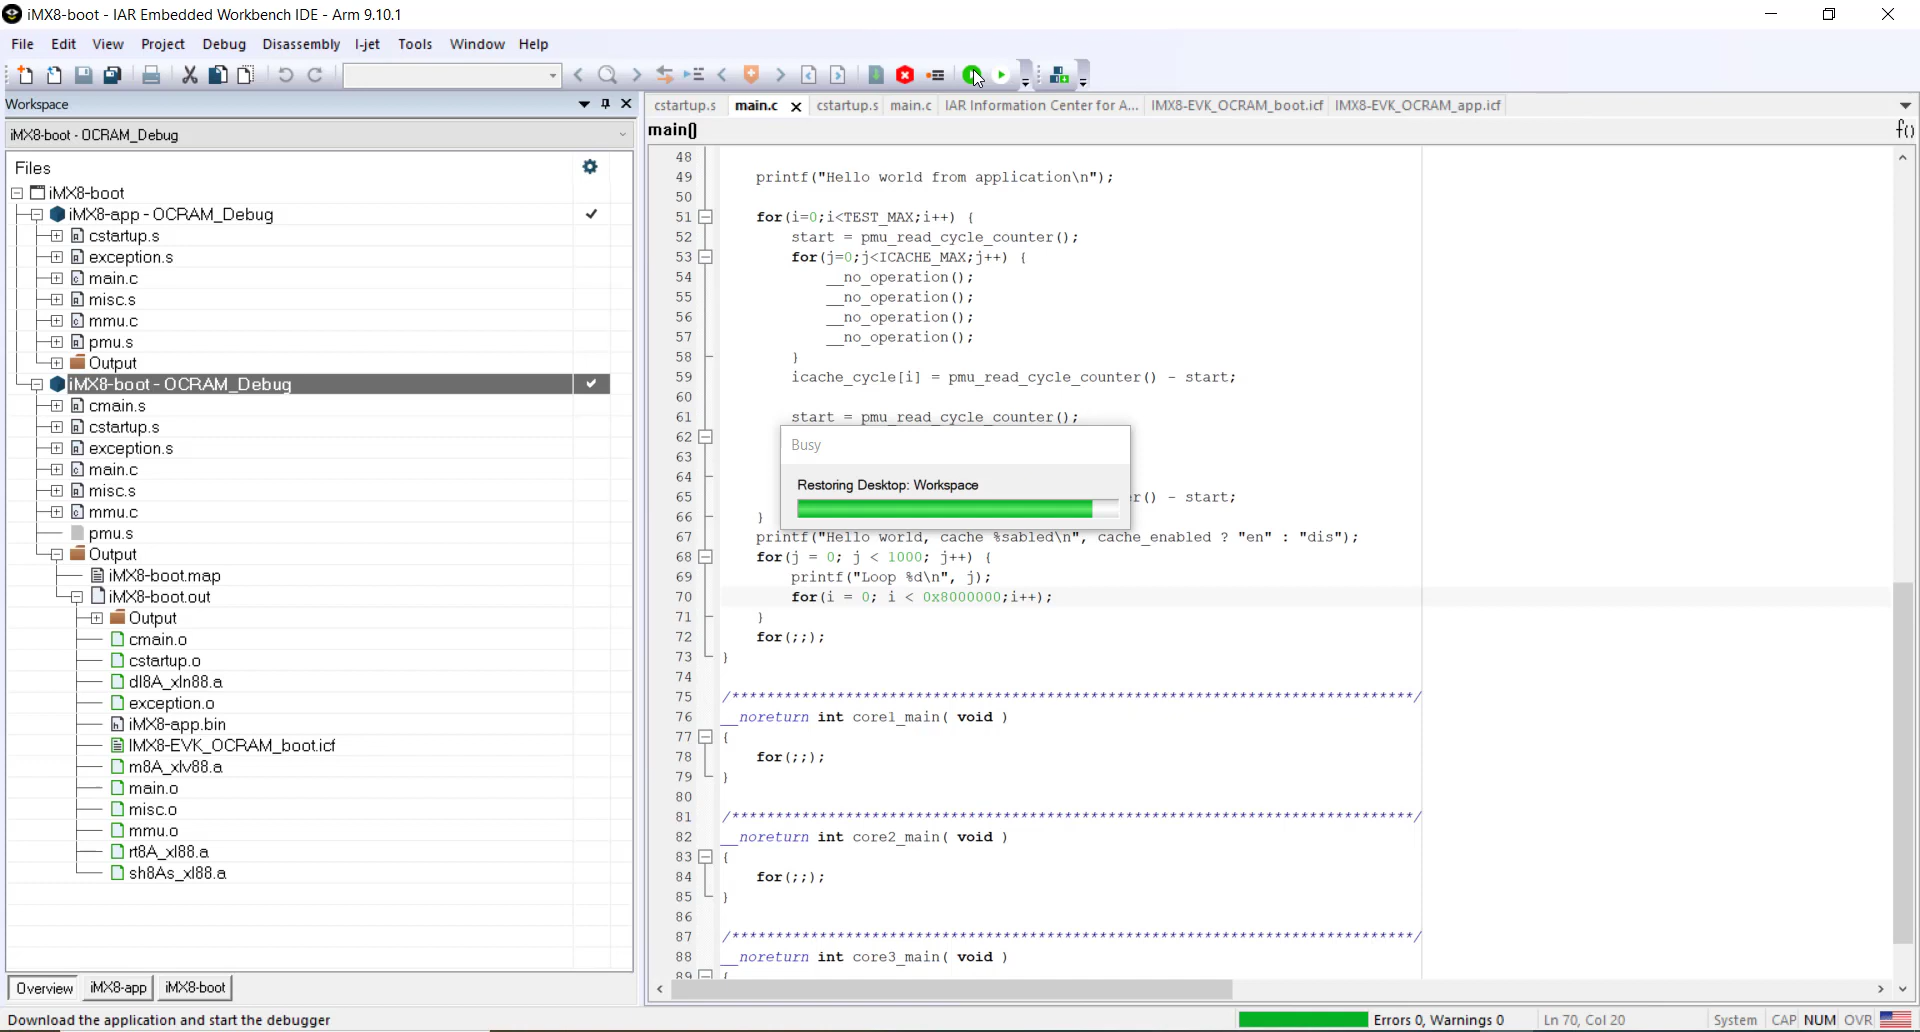 iMX8-boot - IAR Embedded Workbench IDE - Arm 9.10.1
File Edit View Project Debug Disassembly I-jet Tools Window Help
Workspace
iMX8-boot - OCRAM_Debug
Files
iMX8-boot
iMX8-app - OCRAM_Debug
cstartup.s
exception.s
main.c
misc.s
mmu.c
pmu.s
Output
iMX8-boot - OCRAM_Debug
cmain.s
cstartup.s
exception.s
main.c
misc.s
mmu.c
pmu.s
Output
iMX8-boot.map
iMX8-boot.out
Output
cmain.o
cstartup.o
dl8A_xln88.a
exception.o
iMX8-app.bin
IMX8-EVK_OCRAM_boot.icf
m8A_xlv88.a
main.o
misc.o
mmu.o
rt8A_xl88.a
sh8As_xl88.a
Overview iMX8-app iMX8-boot
cstartup.s main.c cstartup.s main.c IAR Information Center for A... IMX8-EVK_OCRAM_boot.icf IMX8-EVK_OCRAM_app.icf
main() f()
48
49 printf("Hello world from application\n");
50
51 for(i=0;i<TEST_MAX;i++) {
52 start = pmu_read_cycle_counter();
53 for(j=0;j<ICACHE_MAX;j++) {
54 __no_operation();
55 __no_operation();
56 __no_operation();
57 __no_operation();
58 }
59 icache_cycle[i] = pmu_read_cycle_counter() - start;
60
61 start = pmu_read_cycle_counter();
62
63
64
65 r() - start;
66 }
67 printf("Hello world, cache %sabled\n", cache_enabled ? "en" : "dis");
68 for(j = 0; j < 1000; j++) {
69 printf("Loop %d\n", j);
70 for(i = 0; i < 0x8000000;i++);
71 }
72 for(;;);
73 }
74
75 /******************************************************************************/
76 __noreturn int core1_main( void )
77 {
78 for(;;);
79 }
80
81 /******************************************************************************/
82 __noreturn int core2_main( void )
83 {
84 for(;;);
85 }
86
87 /******************************************************************************/
88 __noreturn int core3_main( void )
89 {
Busy
Restoring Desktop: Workspace
Download the application and start the debugger Errors 0, Warnings 0 Ln 70, Col 20 System CAP NUM OVR